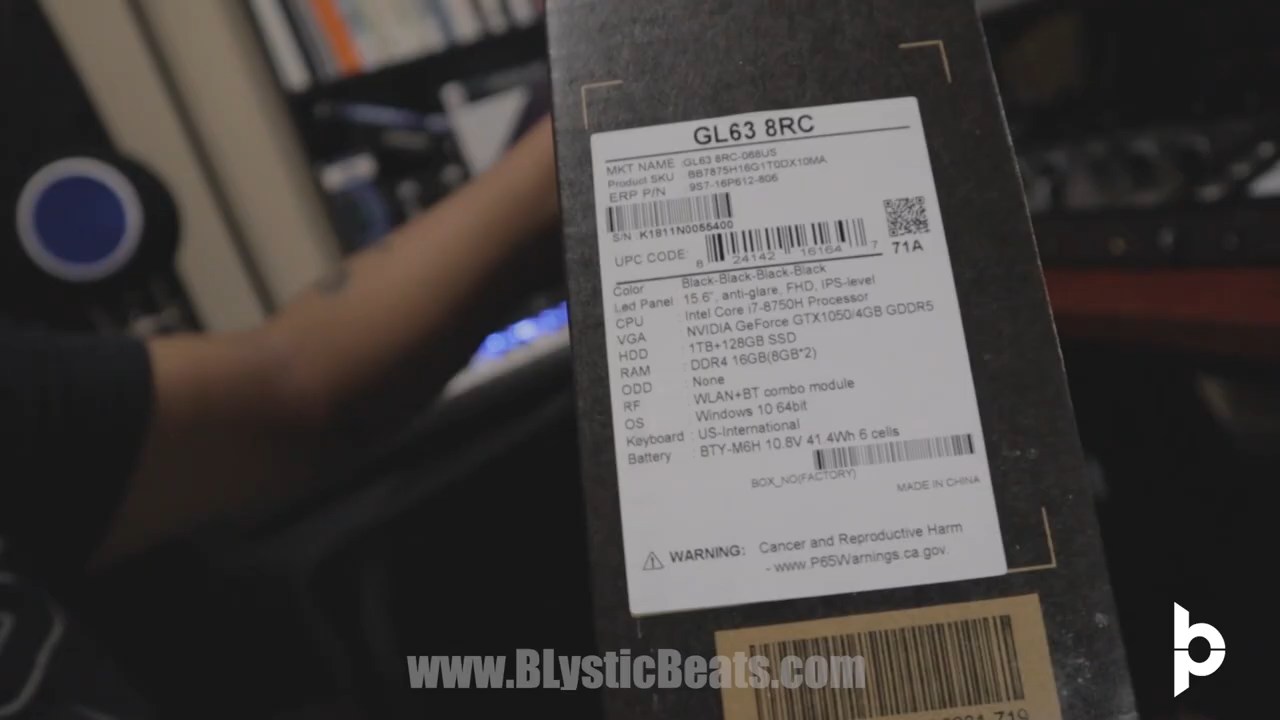 GL63 8RC
MKT NAME :GL63 8RC-068US
Product SKU : BB7875H16G1T0DX10MA
ERP P/N :9S7-16P612-806
S/N :K1811N0055400
UPC CODE: 8 24142 16164 7
71A
Color : Black-Black-Black-Black
Led Panel : 15.6", anti-glare, FHD, IPS-level
CPU : Intel Core i7-8750H Processor
VGA : NVIDIA GeForce GTX1050/4GB GDDR5
HDD : 1TB+128GB SSD
RAM : DDR4 16GB(8GB*2)
ODD : None
RF : WLAN+BT combo module
OS : Windows 10 64bit
Keyboard : US-International
Battery : BTY-M6H 10.8V 41.4Wh 6 cells
BOX_NO(FACTORY)
MADE IN CHINA
WARNING: Cancer and Reproductive Harm
- www.P65Warnings.ca.gov.
www.BLysticBeats.com
bp